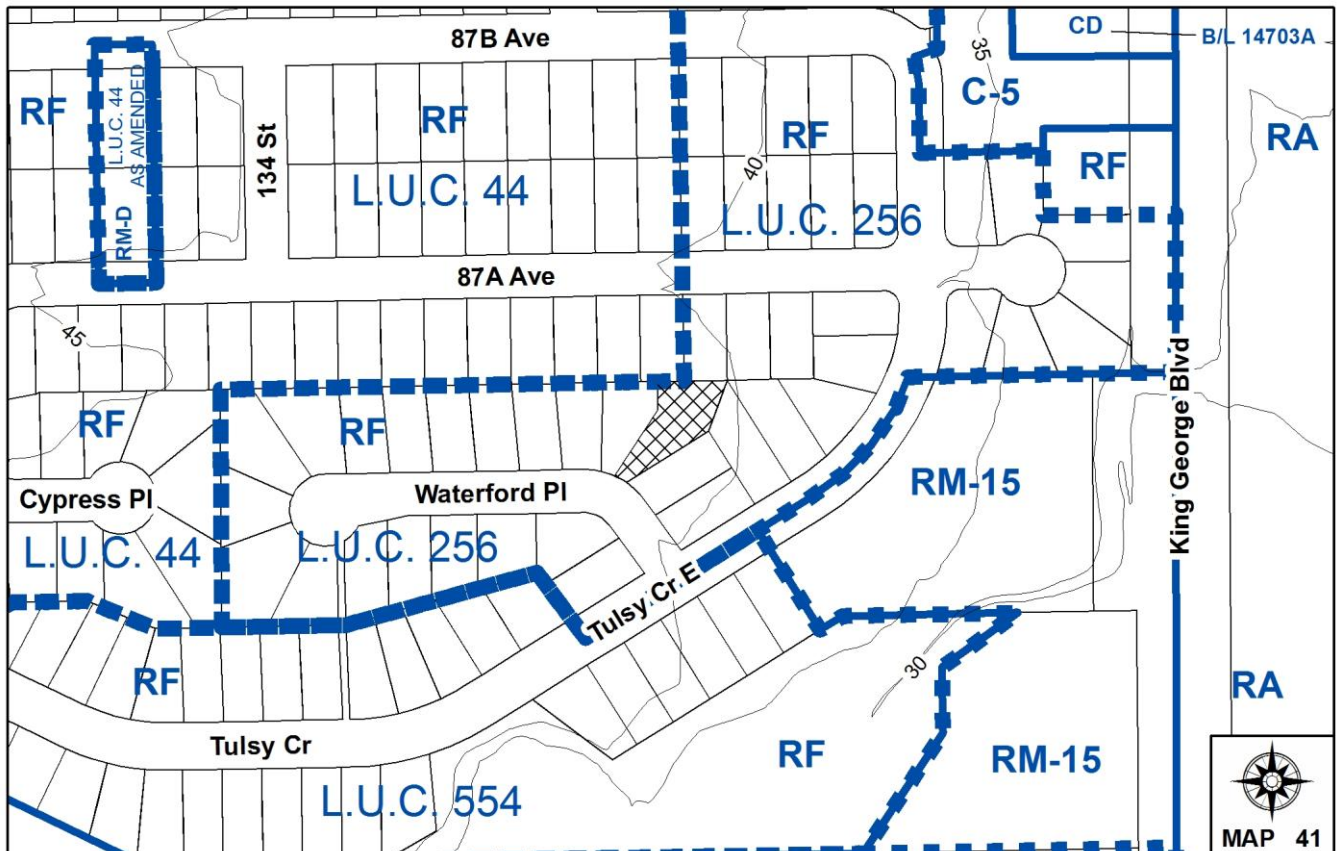 87B Ave
CD
B/L 14703A
35
C-5
RF
L.U.C. 44
AS AMENDED
RM-D
134 St
RF
L.U.C. 44
40
RF
L.U.C. 256
RF
RA
87A Ave
45
RF
RF
Cypress Pl
Waterford Pl
L.U.C. 44
L.U.C. 256
RM-15
King George Blvd
Tulsy Cr E
30
RF
RA
Tulsy Cr
RF
RM-15
L.U.C. 554
MAP 41